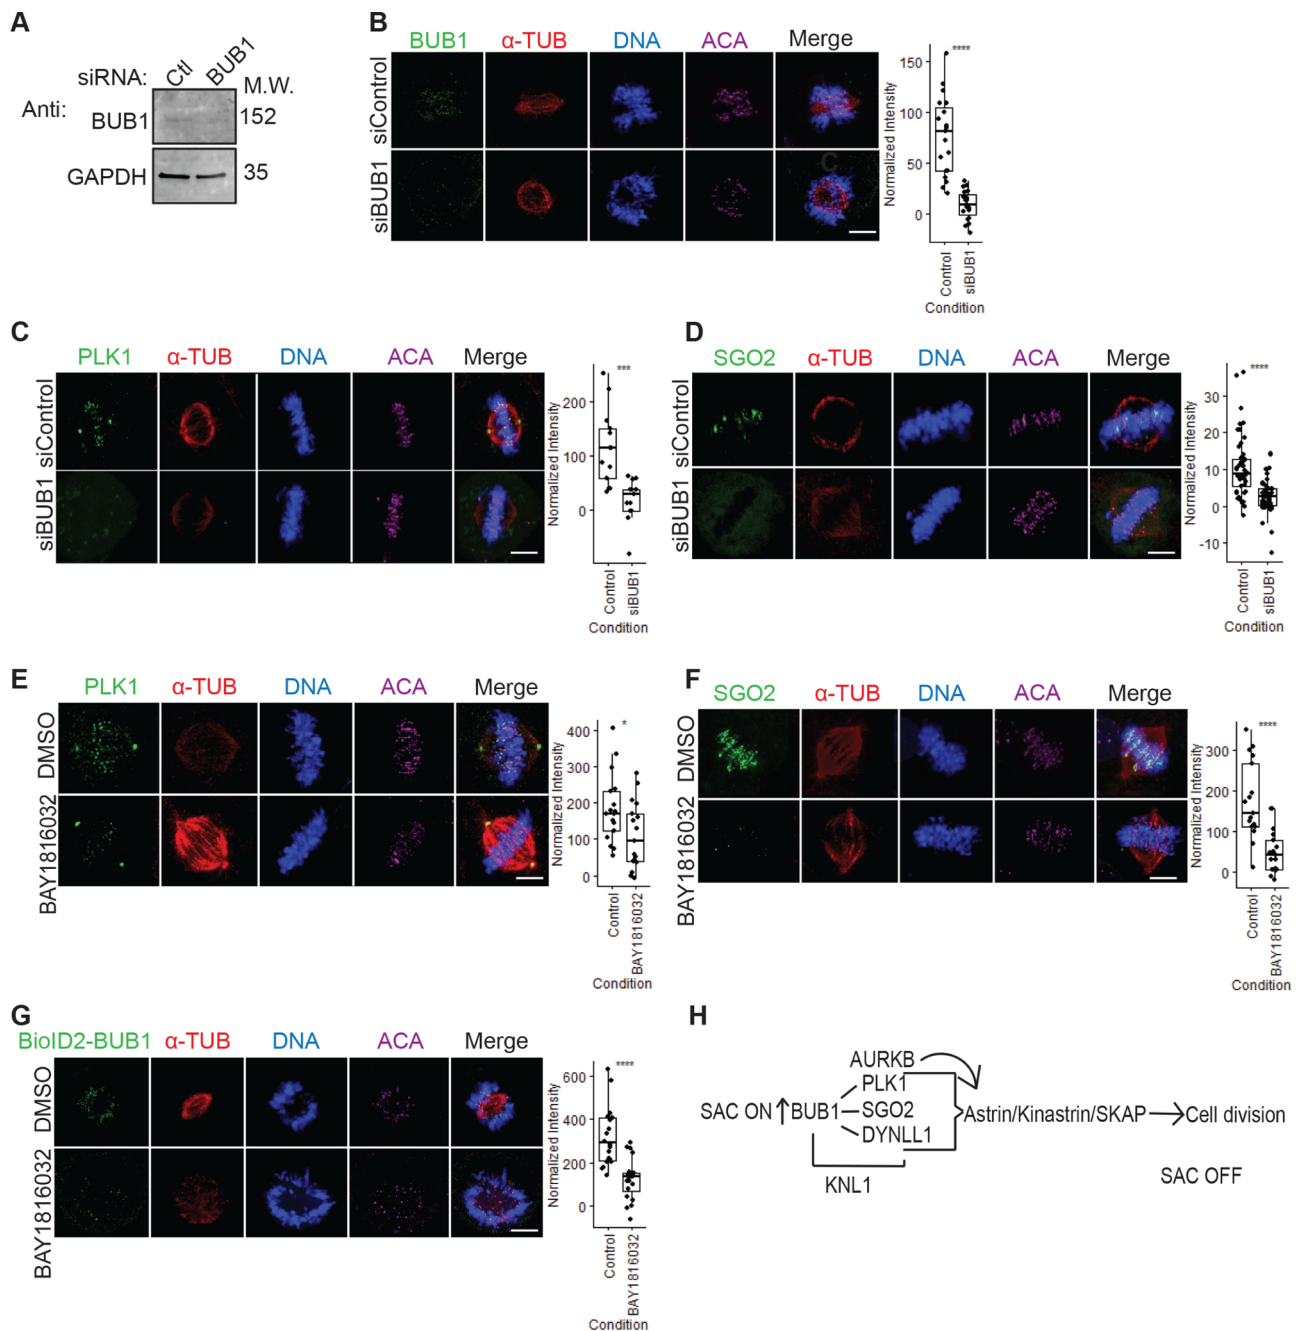 A
siRNA: Ctl BUB1
M.W.
Anti:
BUB1 152
GAPDH 35
B
BUB1 α-TUB DNA ACA Merge
siControl
siBUB1
C
Normalized Intensity
150
100
50
0
****
Control siBUB1
Condition
C
PLK1 α-TUB DNA ACA Merge
siControl
siBUB1
Normalized Intensity
200
100
0
***
Control siBUB1
Condition
D
SGO2 α-TUB DNA ACA Merge
siControl
siBUB1
Normalized Intensity
30
20
10
0
-10
****
Control siBUB1
Condition
E
PLK1 α-TUB DNA ACA Merge
DMSO
BAY1816032
Normalized Intensity
400
300
200
100
0
*
Control BAY1816032
Condition
F
SGO2 α-TUB DNA ACA Merge
DMSO
BAY1816032
Normalized Intensity
300
200
100
0
****
Control BAY1816032
Condition
G
BioID2-BUB1 α-TUB DNA ACA Merge
DMSO
BAY1816032
Normalized Intensity
600
400
200
0
****
Control BAY1816032
Condition
H
AURKB
PLK1
SAC ON ↑ BUB1 SGO2 Astrin/Kinastrin/SKAP → Cell division
DYNLL1
KNL1
SAC OFF